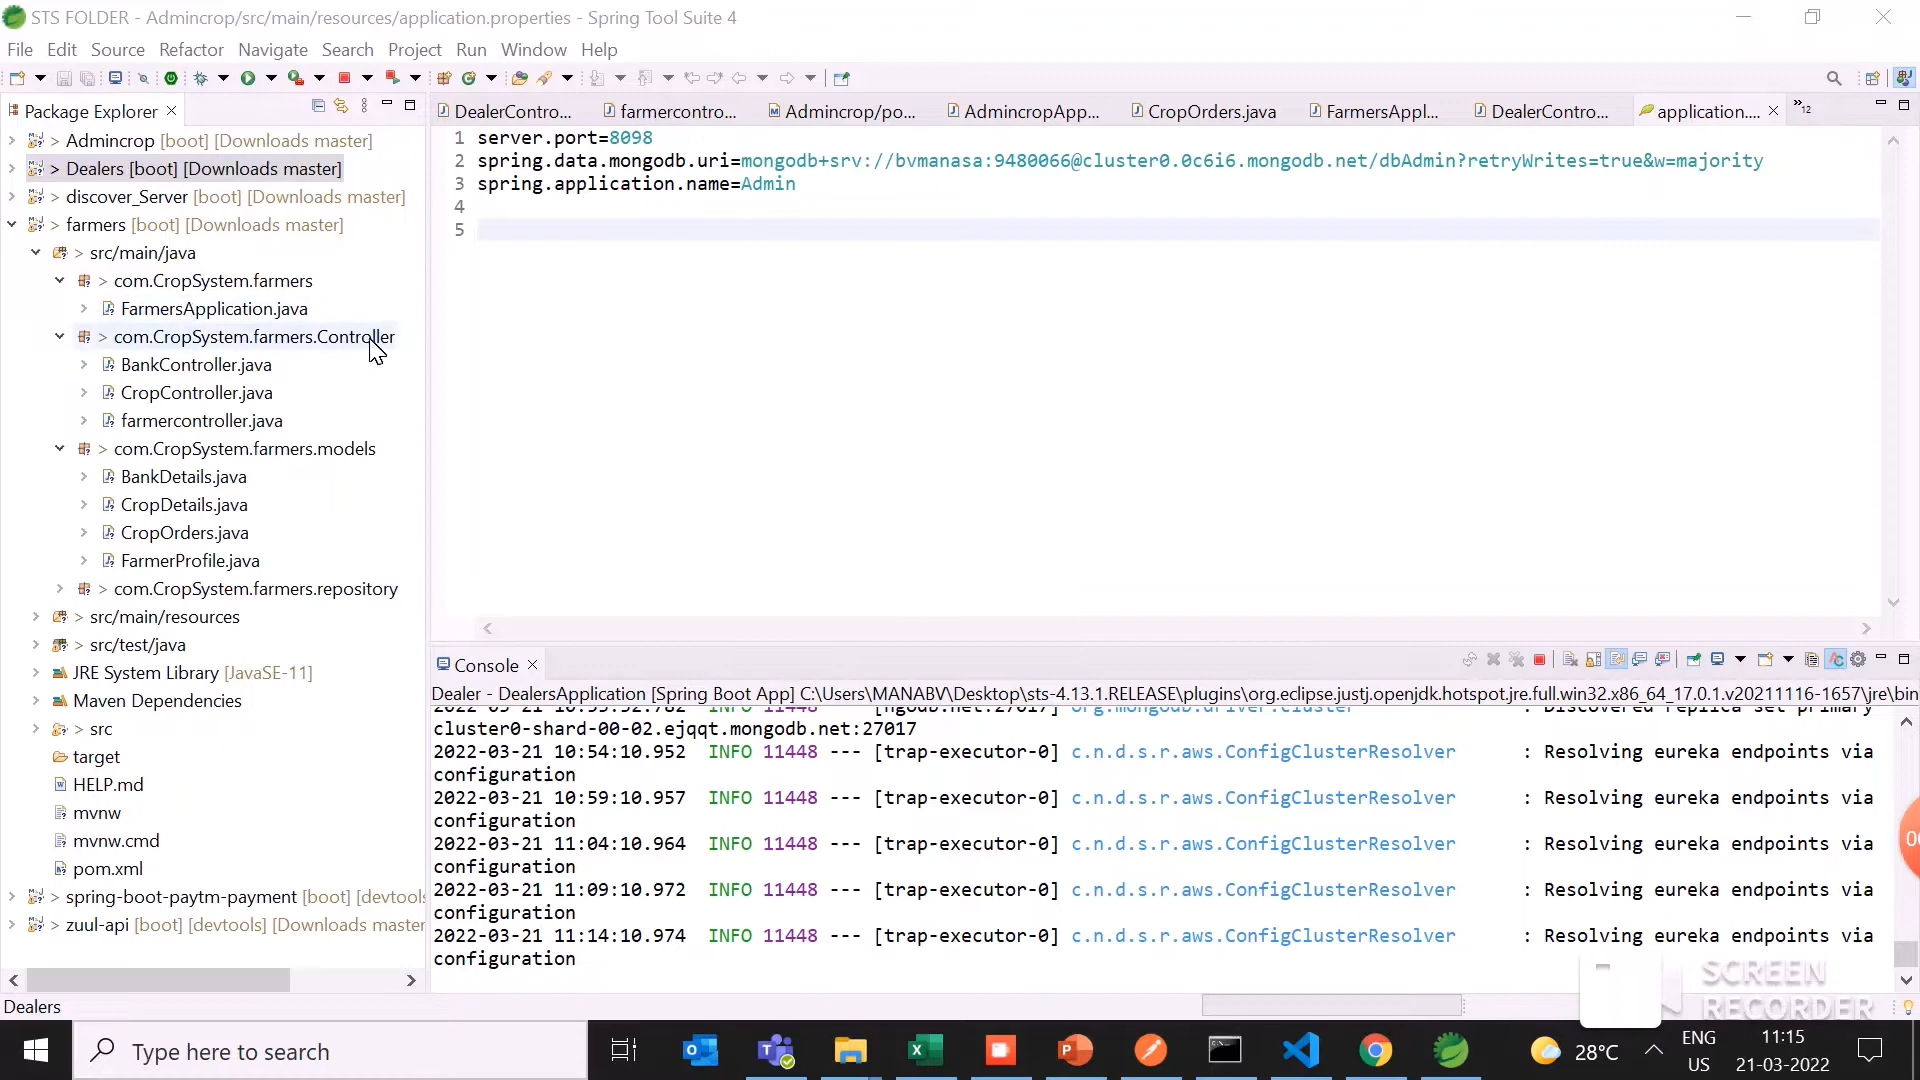 STS FOLDER - Admincrop/src/main/resources/application.properties - Spring Tool Suite 4
File Edit Source Refactor Navigate Search Project Run Window Help
Package Explorer
DealerContro... farmercontro... Admincrop/po... AdmincropApp... CropOrders.java FarmersAppl... DealerContro... application.... »12
> Admincrop [boot] [Downloads master]
> Dealers [boot] [Downloads master]
> discover_Server [boot] [Downloads master]
> farmers [boot] [Downloads master]
> src/main/java
> com.CropSystem.farmers
FarmersApplication.java
> com.CropSystem.farmers.Controller
BankController.java
CropController.java
farmercontroller.java
> com.CropSystem.farmers.models
BankDetails.java
CropDetails.java
CropOrders.java
FarmerProfile.java
> com.CropSystem.farmers.repository
> src/main/resources
> src/test/java
JRE System Library [JavaSE-11]
Maven Dependencies
> src
target
HELP.md
mvnw
mvnw.cmd
pom.xml
> spring-boot-paytm-payment [boot] [devtools
> zuul-api [boot] [devtools] [Downloads master
1 server.port=8098
2 spring.data.mongodb.uri=mongodb+srv://bvmanasa:9480066@cluster0.0c6i6.mongodb.net/dbAdmin?retryWrites=true&w=majority
3 spring.application.name=Admin
4
5
Console
Dealer - DealersApplication [Spring Boot App] C:\Users\MANABV\Desktop\sts-4.13.1.RELEASE\plugins\org.eclipse.justj.openjdk.hotspot.jre.full.win32.x86_64_17.0.1.v20211116-1657\jre\bin
cluster0-shard-00-02.ejqqt.mongodb.net:27017
2022-03-21 10:54:10.952 INFO 11448 --- [trap-executor-0] c.n.d.s.r.aws.ConfigClusterResolver : Resolving eureka endpoints via
configuration
2022-03-21 10:59:10.957 INFO 11448 --- [trap-executor-0] c.n.d.s.r.aws.ConfigClusterResolver : Resolving eureka endpoints via
configuration
2022-03-21 11:04:10.964 INFO 11448 --- [trap-executor-0] c.n.d.s.r.aws.ConfigClusterResolver : Resolving eureka endpoints via
configuration
2022-03-21 11:09:10.972 INFO 11448 --- [trap-executor-0] c.n.d.s.r.aws.ConfigClusterResolver : Resolving eureka endpoints via
configuration
2022-03-21 11:14:10.974 INFO 11448 --- [trap-executor-0] c.n.d.s.r.aws.ConfigClusterResolver : Resolving eureka endpoints via
configuration
SCREEN
RECORDER
Dealers
Type here to search
28°C
ENG
US
11:15
21-03-2022